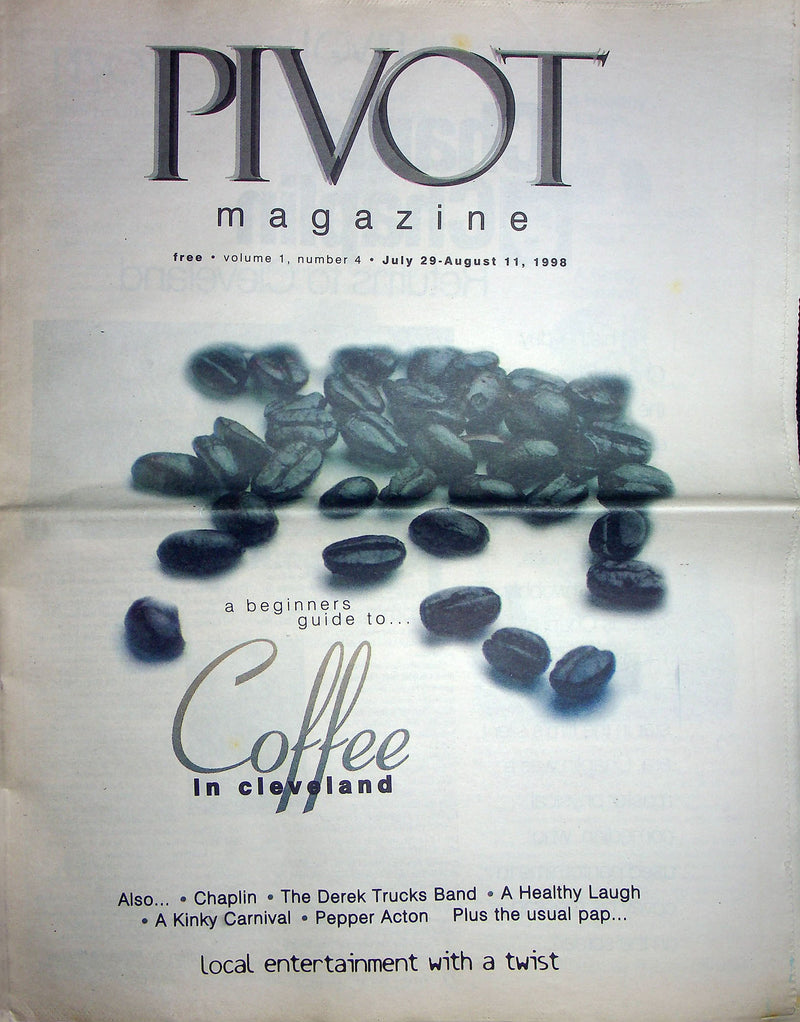 PIVOT
magazine
free • volume 1, number 4 • July 29-August 11, 1998
a beginners
guide to...
Coffee
in cleveland
Also... • Chaplin • The Derek Trucks Band • A Healthy Laugh
• A Kinky Carnival • Pepper Acton Plus the usual pap...
local entertainment with a twist